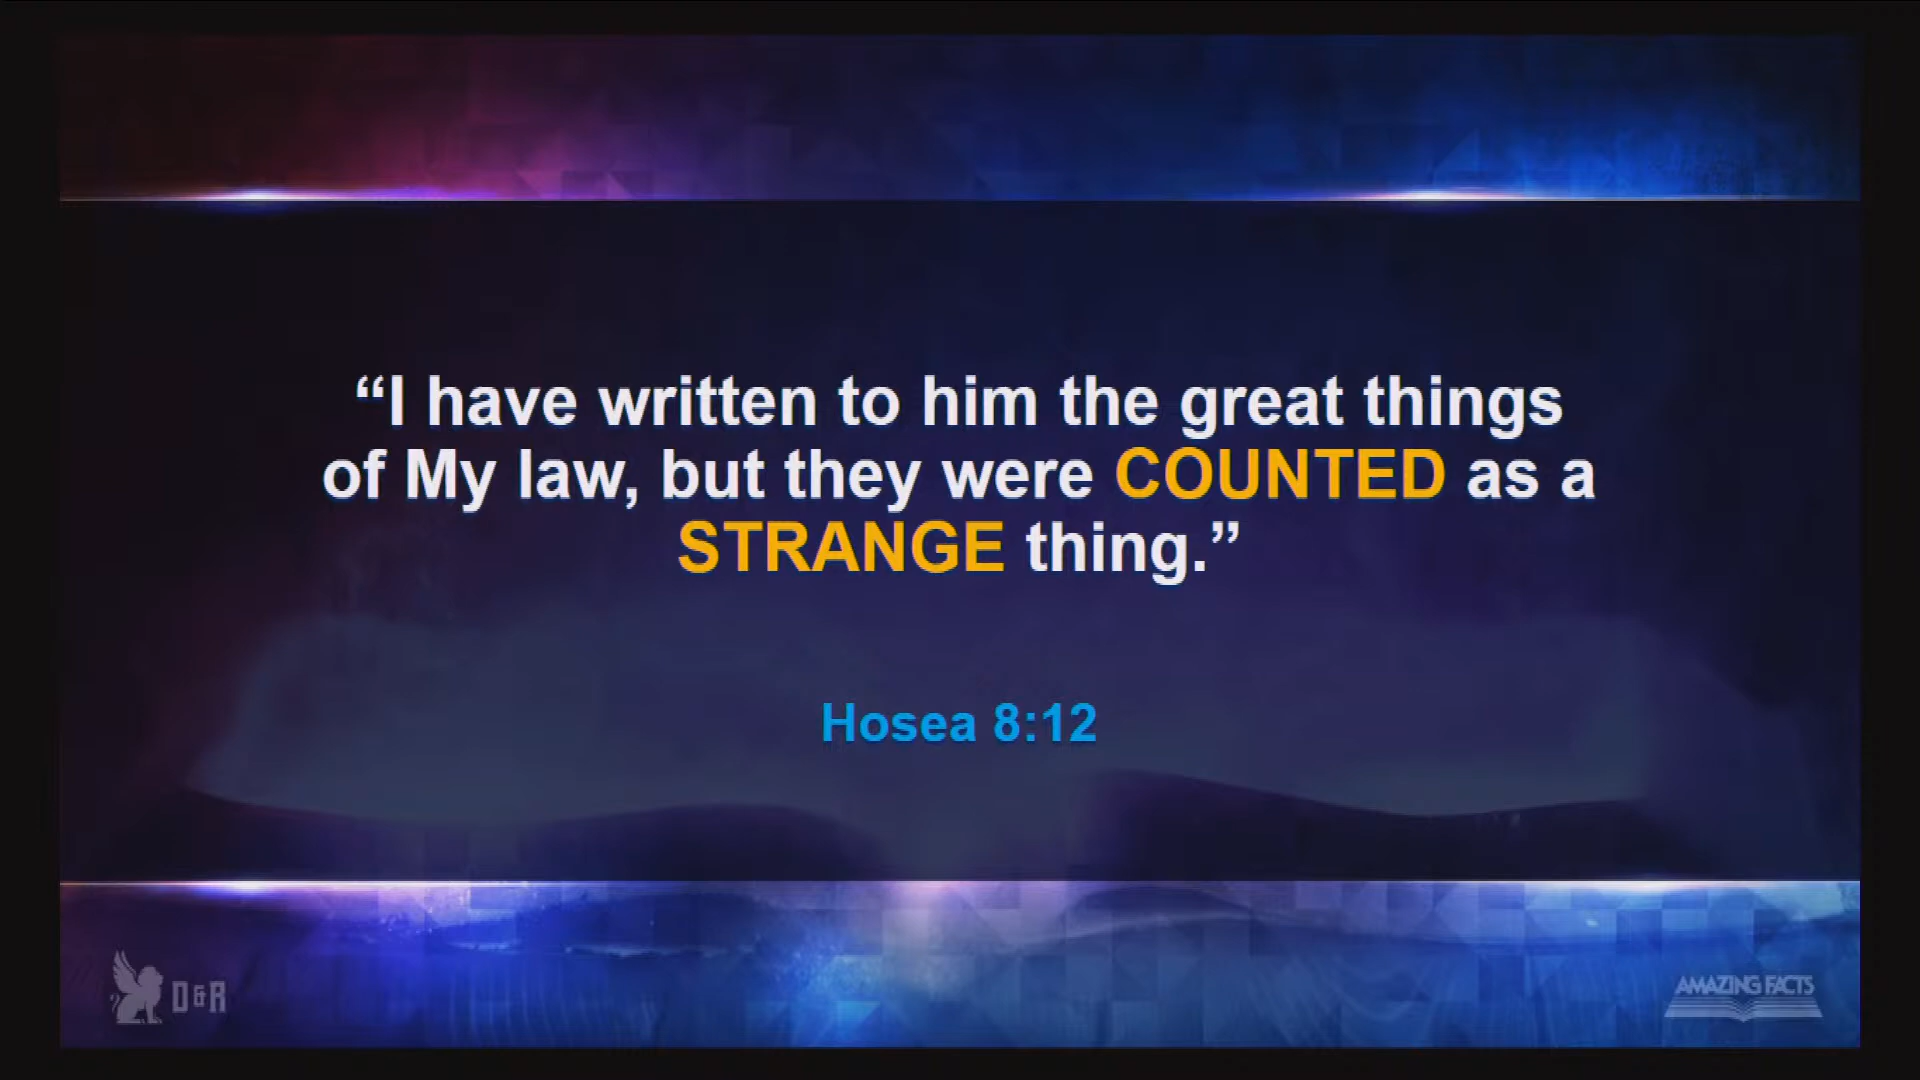 “I have written to him the great things
of My law, but they were COUNTED as a
STRANGE thing.”
Hosea 8:12
D&R
AMAZING FACTS